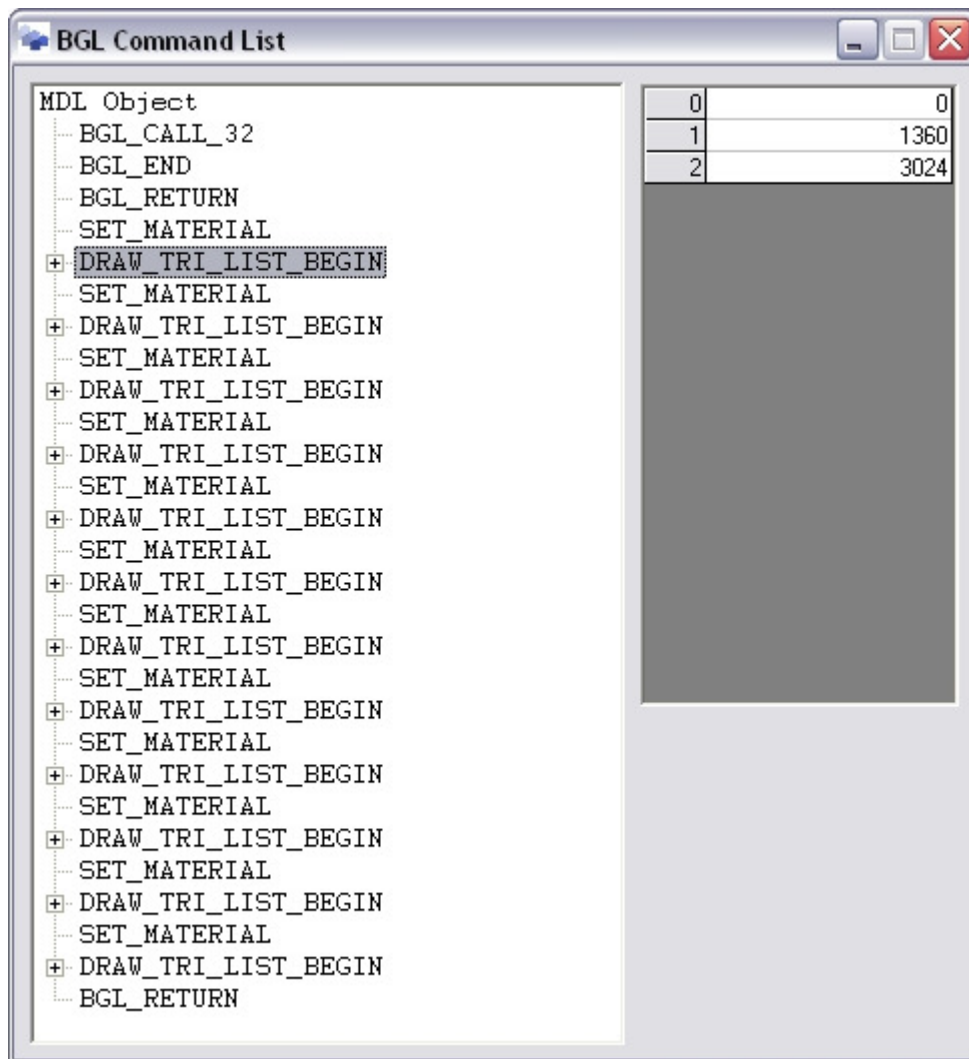 BGL Command List
MDL Object
BGL_CALL_32
BGL_END
BGL_RETURN
SET_MATERIAL
DRAW_TRI_LIST_BEGIN
SET_MATERIAL
DRAW_TRI_LIST_BEGIN
SET_MATERIAL
DRAW_TRI_LIST_BEGIN
SET_MATERIAL
DRAW_TRI_LIST_BEGIN
SET_MATERIAL
DRAW_TRI_LIST_BEGIN
SET_MATERIAL
DRAW_TRI_LIST_BEGIN
SET_MATERIAL
DRAW_TRI_LIST_BEGIN
SET_MATERIAL
DRAW_TRI_LIST_BEGIN
SET_MATERIAL
DRAW_TRI_LIST_BEGIN
SET_MATERIAL
DRAW_TRI_LIST_BEGIN
SET_MATERIAL
DRAW_TRI_LIST_BEGIN
SET_MATERIAL
DRAW_TRI_LIST_BEGIN
BGL_RETURN
0 0
1 1360
2 3024